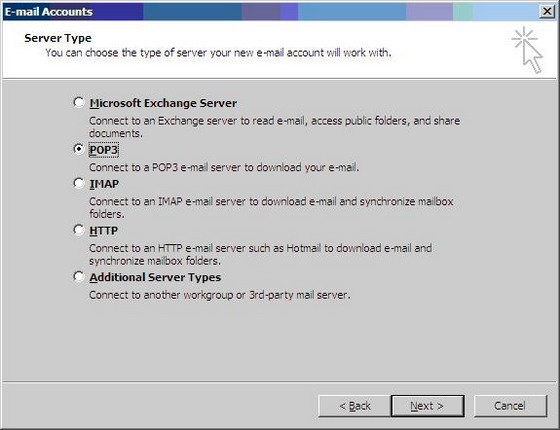 E-mail Accounts
Server Type
You can choose the type of server your new e-mail account will work with.
Microsoft Exchange Server
Connect to an Exchange server to read e-mail, access public folders, and share
documents.
POP3
Connect to a POP3 e-mail server to download your e-mail.
IMAP
Connect to an IMAP e-mail server to download e-mail and synchronize mailbox
folders.
HTTP
Connect to an HTTP e-mail server such as Hotmail to download e-mail and
synchronize mailbox folders.
Additional Server Types
Connect to another workgroup or 3rd-party mail server.
< Back Next > Cancel